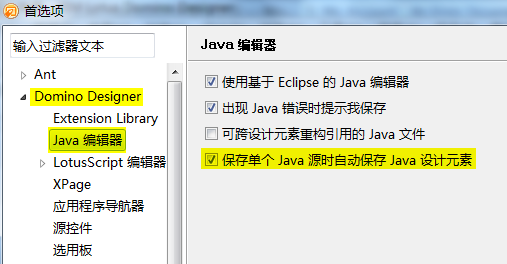 首选项
输入过滤器文本
Ant
Domino Designer
Extension Library
Java 编辑器
LotusScript 编辑器
XPage
应用程序导航器
源控件
选用板
Java 编辑器
使用基于 Eclipse 的 Java 编辑器
出现 Java 错误时提示我保存
可跨设计元素重构引用的 Java 文件
保存单个 Java 源时自动保存 Java 设计元素